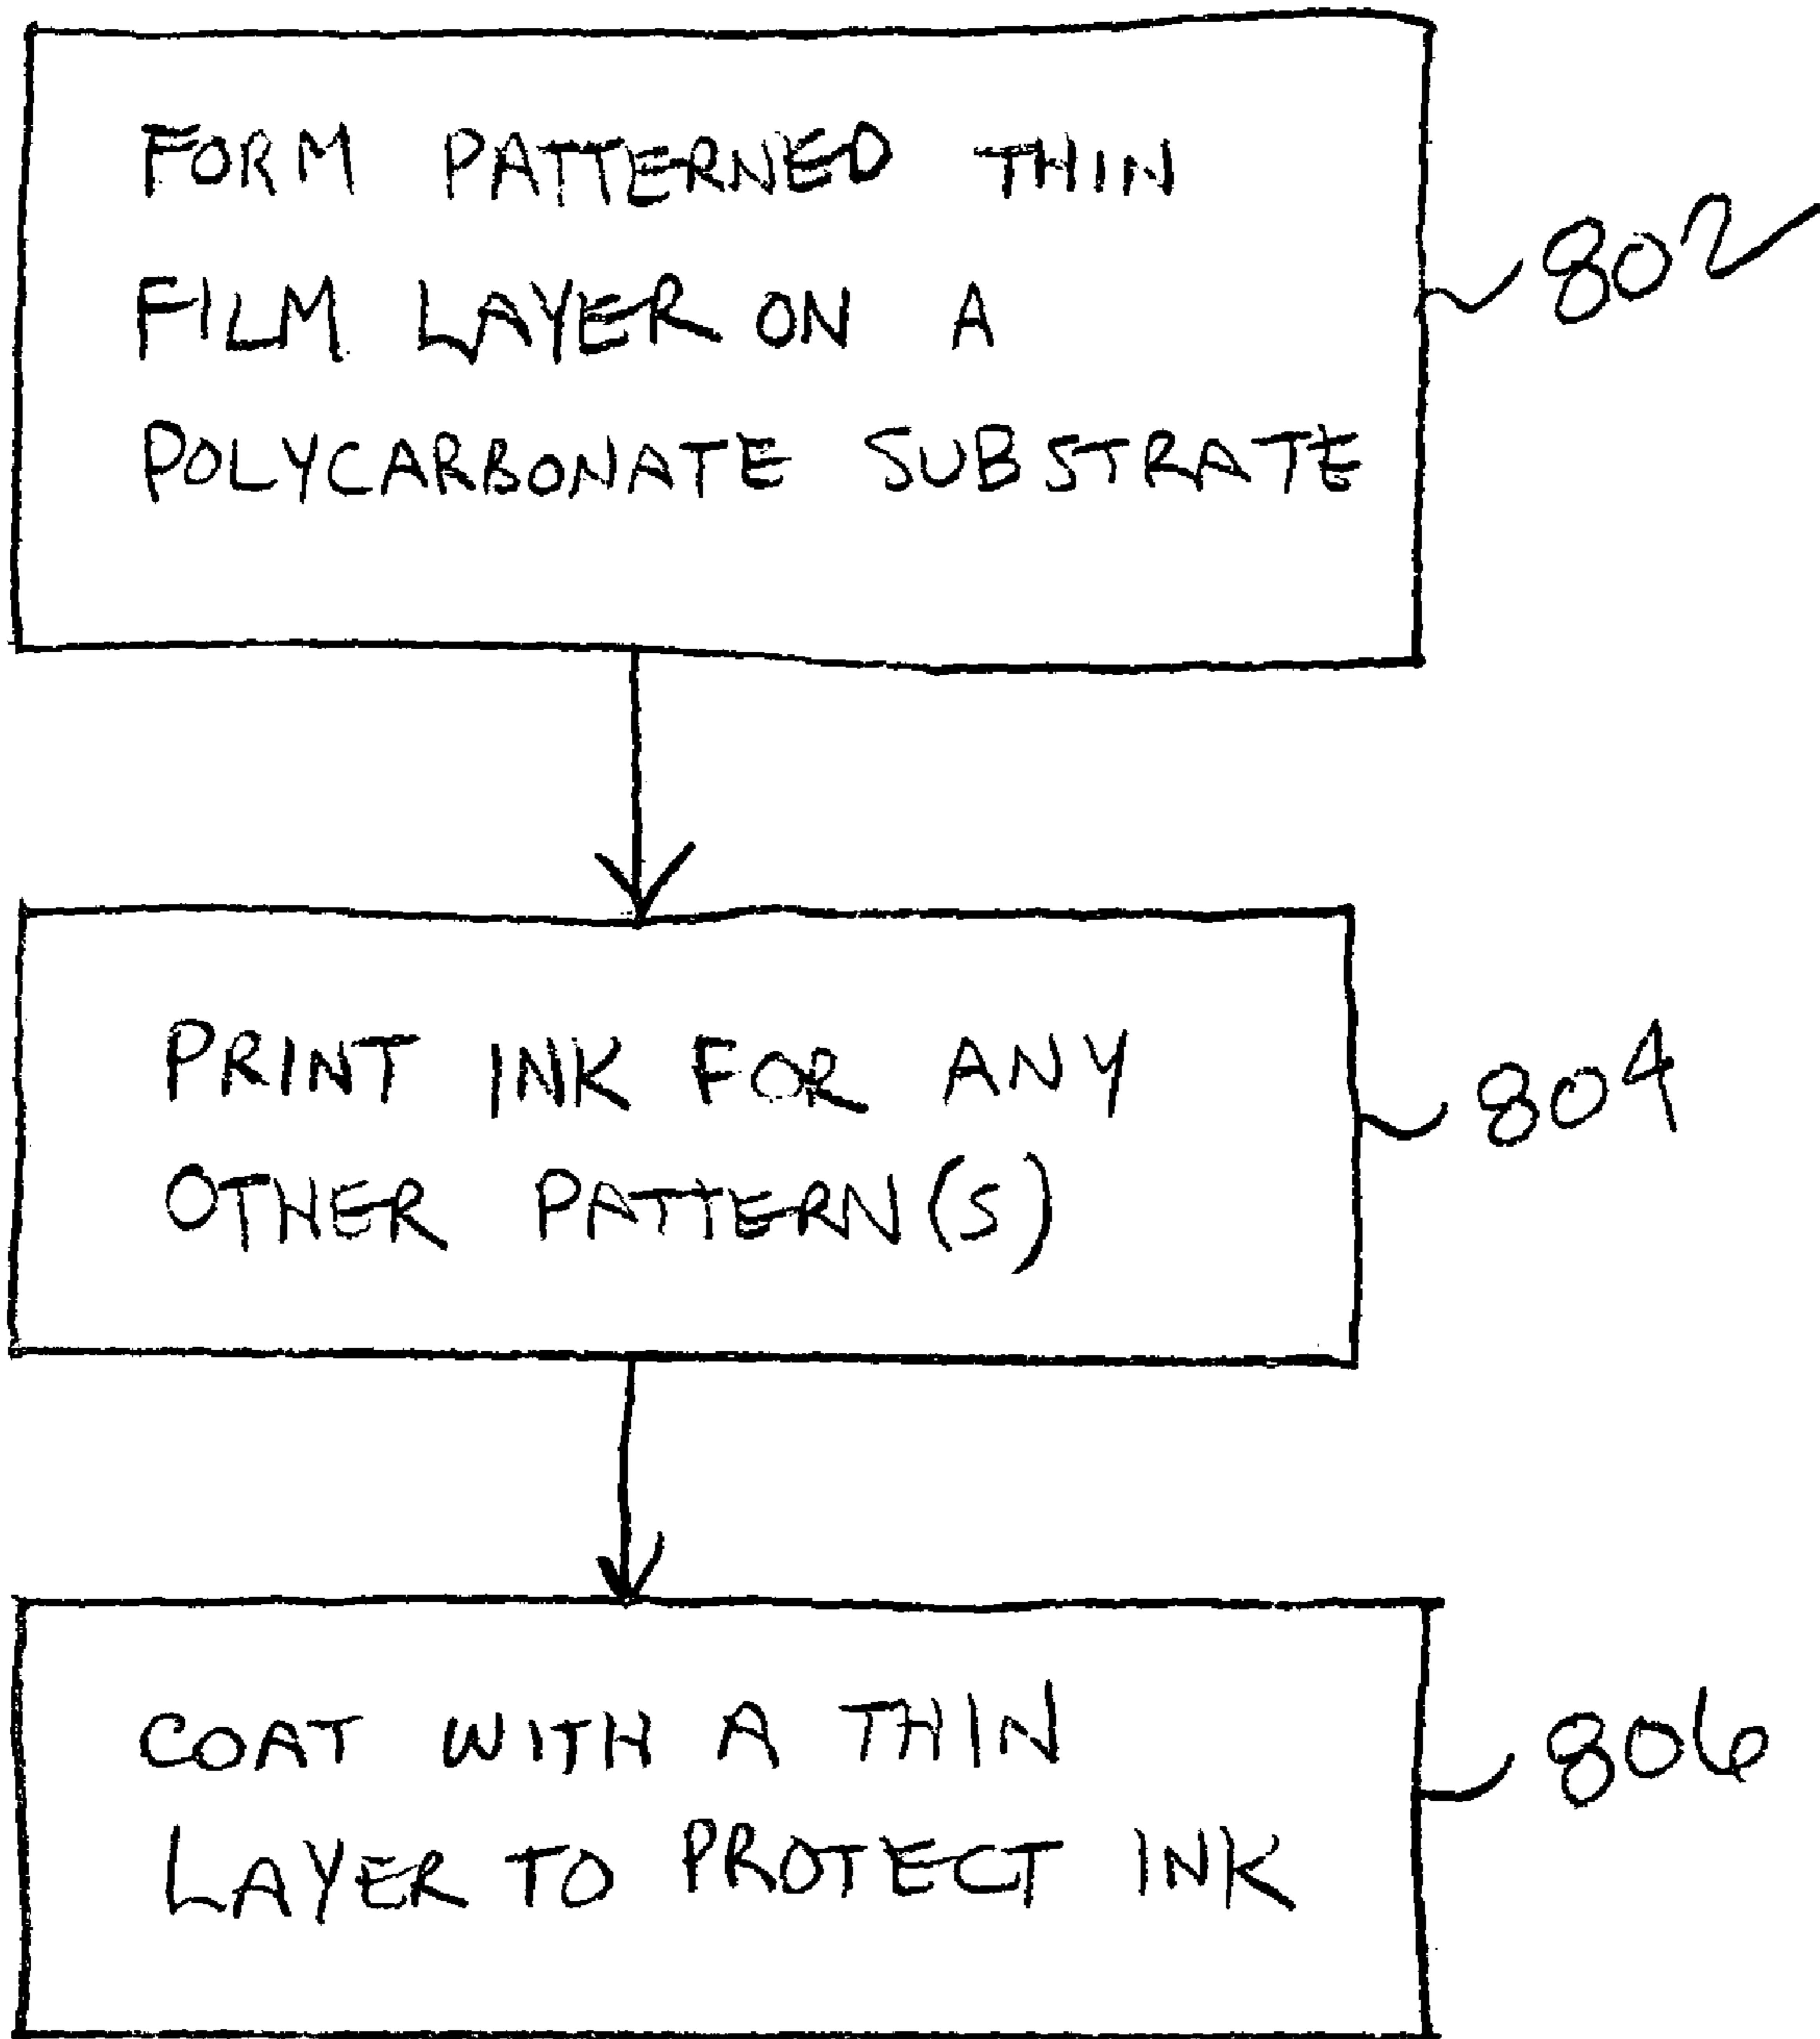 FORM PATTERNED THIN
FILM LAYER ON A
POLYCARBONATE SUBSTRATE
802
PRINT INK FOR ANY
OTHER PATTERN(S)
804
COAT WITH A THIN
LAYER TO PROTECT INK
806